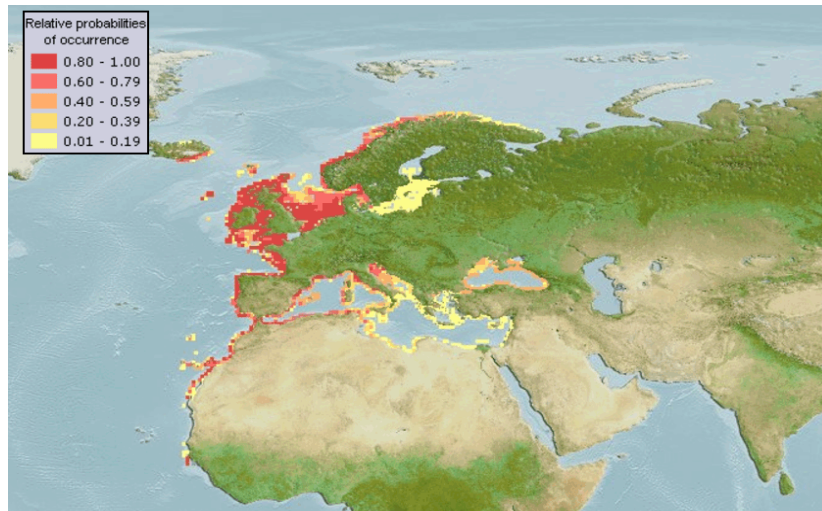 Relative probabilities
of occurrence
0.80 - 1.00
0.60 - 0.79
0.40 - 0.59
0.20 - 0.39
0.01 - 0.19